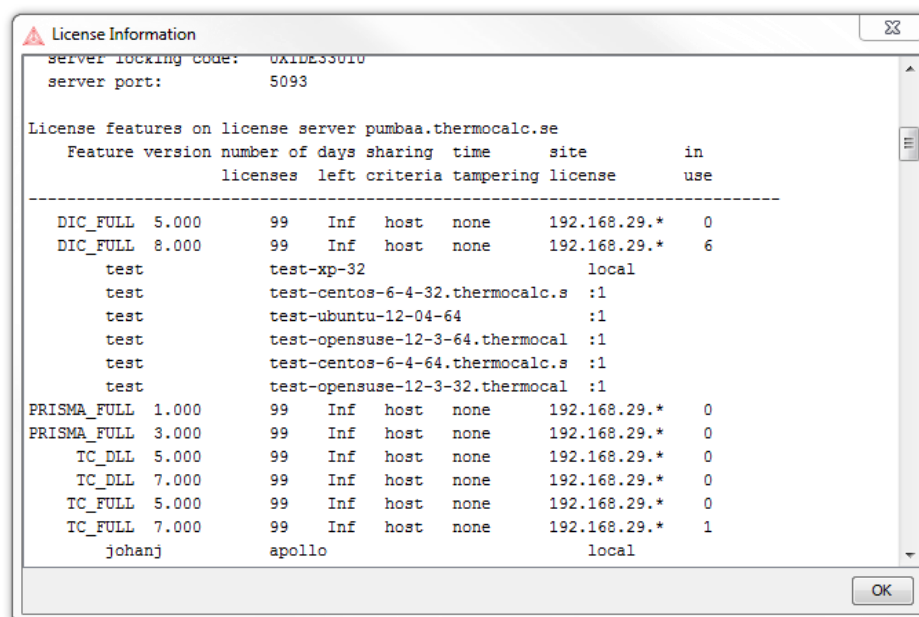 License Information
server locking code:
server port: 5093
License features on license server pumbaa.thermocalc.se
Feature version number of days sharing time site in
licenses left criteria tampering license use
--------------------------------------------------------------------------------
DIC_FULL 5.000 99 Inf host none 192.168.29.* 0
DIC_FULL 8.000 99 Inf host none 192.168.29.* 6
test test-xp-32 local
test test-centos-6-4-32.thermocalc.s :1
test test-ubuntu-12-04-64 :1
test test-opensuse-12-3-64.thermocal :1
test test-centos-6-4-64.thermocalc.s :1
test test-opensuse-12-3-32.thermocal :1
PRISMA_FULL 1.000 99 Inf host none 192.168.29.* 0
PRISMA_FULL 3.000 99 Inf host none 192.168.29.* 0
TC_DLL 5.000 99 Inf host none 192.168.29.* 0
TC_DLL 7.000 99 Inf host none 192.168.29.* 0
TC_FULL 5.000 99 Inf host none 192.168.29.* 0
TC_FULL 7.000 99 Inf host none 192.168.29.* 1
johanj apollo local
OK